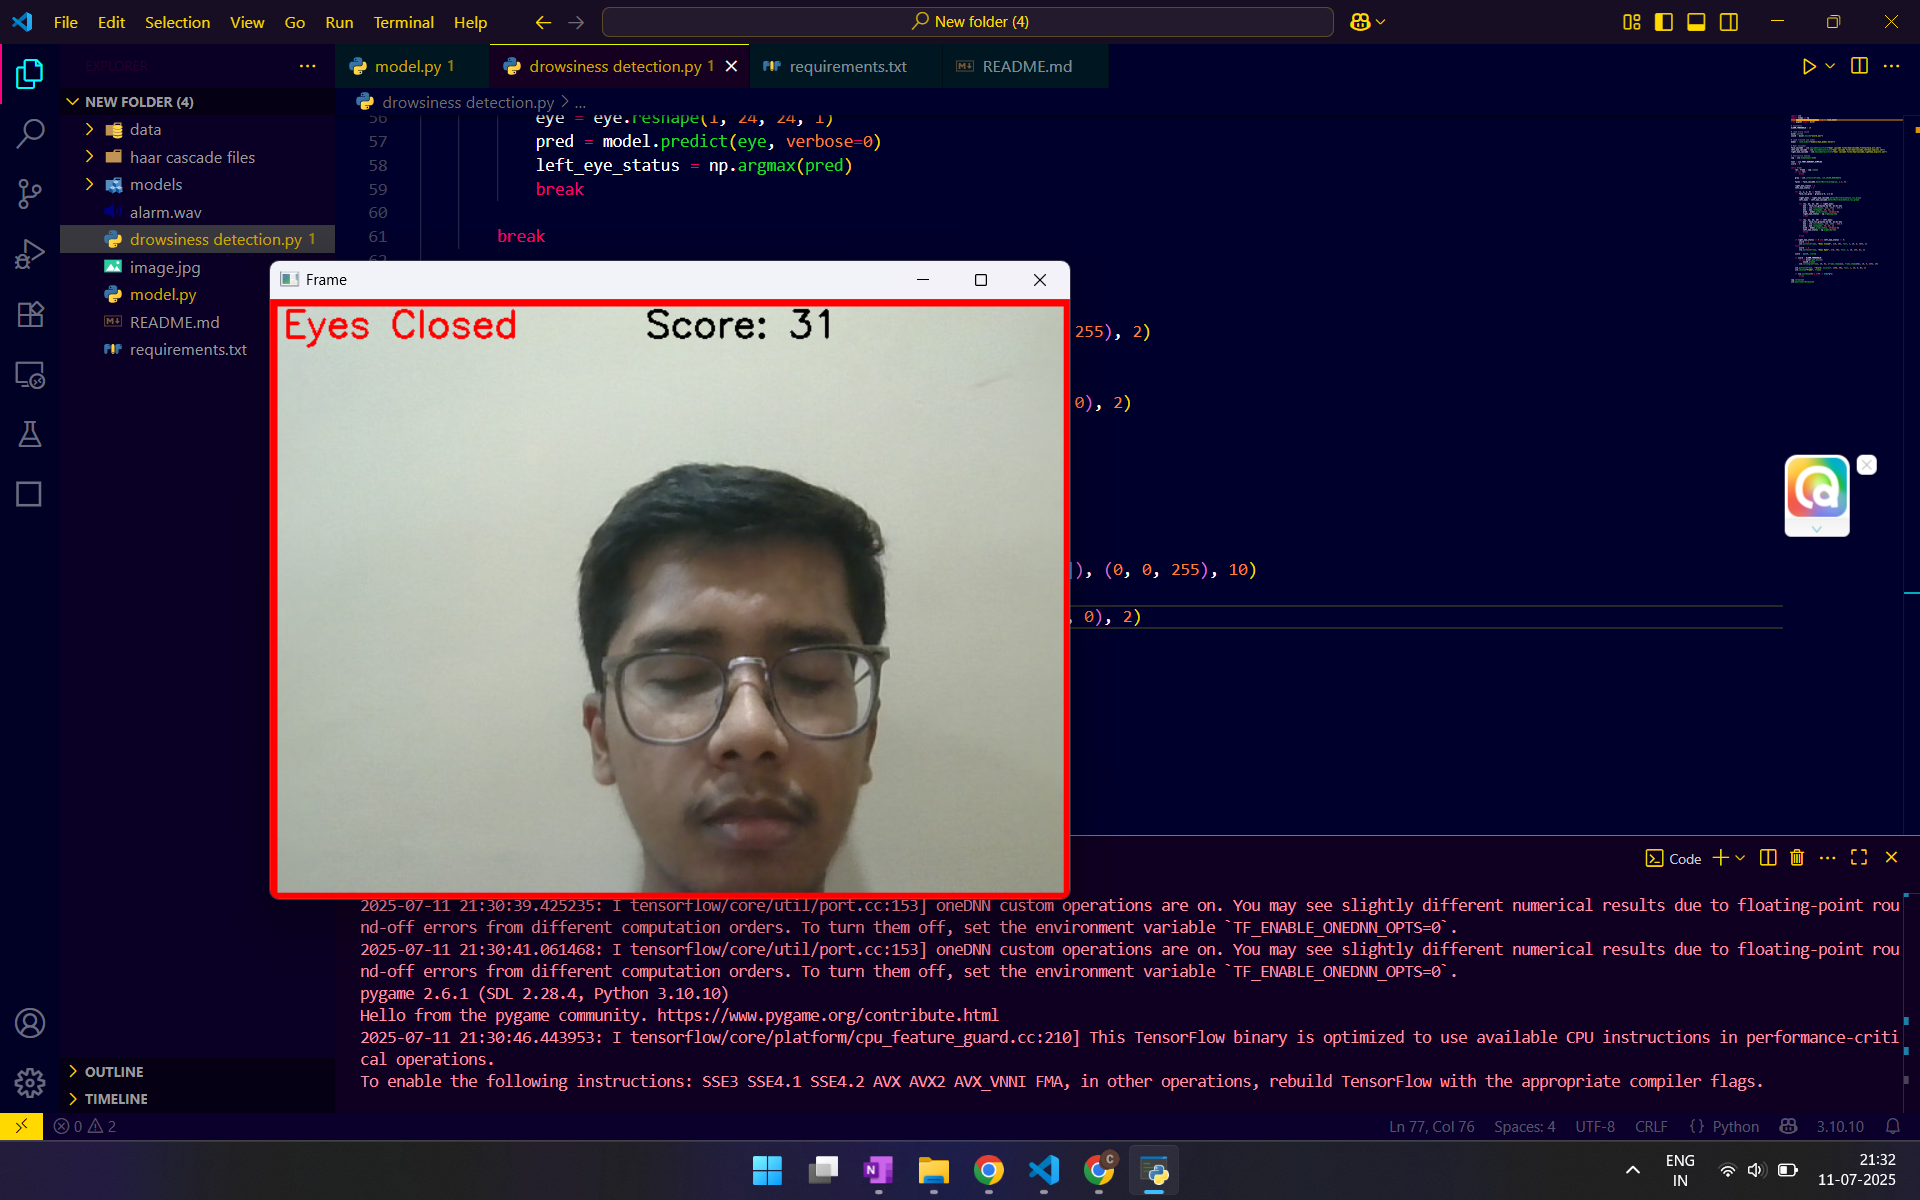 File Edit Selection View Go Run Terminal Help
New folder (4)
EXPLORER
model.py 1
drowsiness detection.py 1
requirements.txt
README.md
NEW FOLDER (4)
data
haar cascade files
models
alarm.wav
drowsiness detection.py 1
image.jpg
model.py
README.md
requirements.txt
drowsiness detection.py > ...
56 eye = eye.reshape(1, 24, 24, 1)
57 pred = model.predict(eye, verbose=0)
58 left_eye_status = np.argmax(pred)
59 break
60
61 break
62
Frame
Eyes Closed Score: 31
255), 2)
0), 2)
]), (0, 0, 255), 10)
, 0), 2)
Code
2025-07-11 21:30:39.425235: I tensorflow/core/util/port.cc:153] oneDNN custom operations are on. You may see slightly different numerical results due to floating-point rou
nd-off errors from different computation orders. To turn them off, set the environment variable `TF_ENABLE_ONEDNN_OPTS=0`.
2025-07-11 21:30:41.061468: I tensorflow/core/util/port.cc:153] oneDNN custom operations are on. You may see slightly different numerical results due to floating-point rou
nd-off errors from different computation orders. To turn them off, set the environment variable `TF_ENABLE_ONEDNN_OPTS=0`.
pygame 2.6.1 (SDL 2.28.4, Python 3.10.10)
Hello from the pygame community. https://www.pygame.org/contribute.html
2025-07-11 21:30:46.443953: I tensorflow/core/platform/cpu_feature_guard.cc:210] This TensorFlow binary is optimized to use available CPU instructions in performance-criti
cal operations.
To enable the following instructions: SSE3 SSE4.1 SSE4.2 AVX AVX2 AVX_VNNI FMA, in other operations, rebuild TensorFlow with the appropriate compiler flags.
OUTLINE
TIMELINE
0 2
Ln 77, Col 76 Spaces: 4 UTF-8 CRLF {} Python 3.10.10
ENG
IN
21:32
11-07-2025